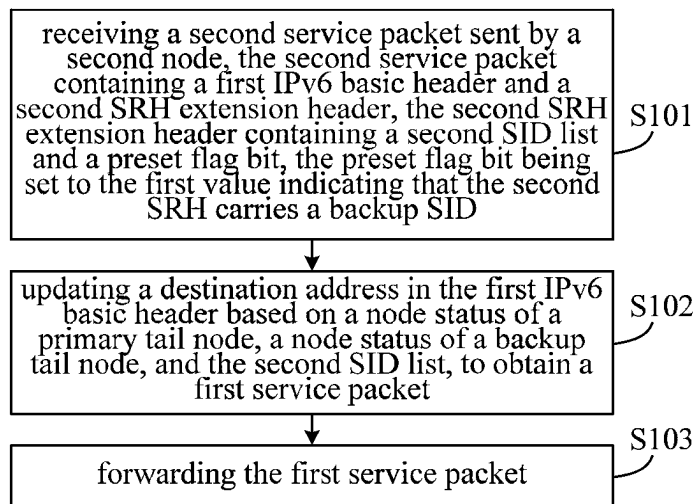 receiving a second service packet sent by a
second node, the second service packet
containing a first IPv6 basic header and a
second SRH extension header, the second SRH
extension header containing a second SID list
and a preset flag bit, the preset flag bit being
set to the first value indicating that the second
SRH carries a backup SID
S101
updating a destination address in the first IPv6
basic header based on a node status of a
primary tail node, a node status of a backup
tail node, and the second SID list, to obtain a
first service packet
S102
forwarding the first service packet
S103